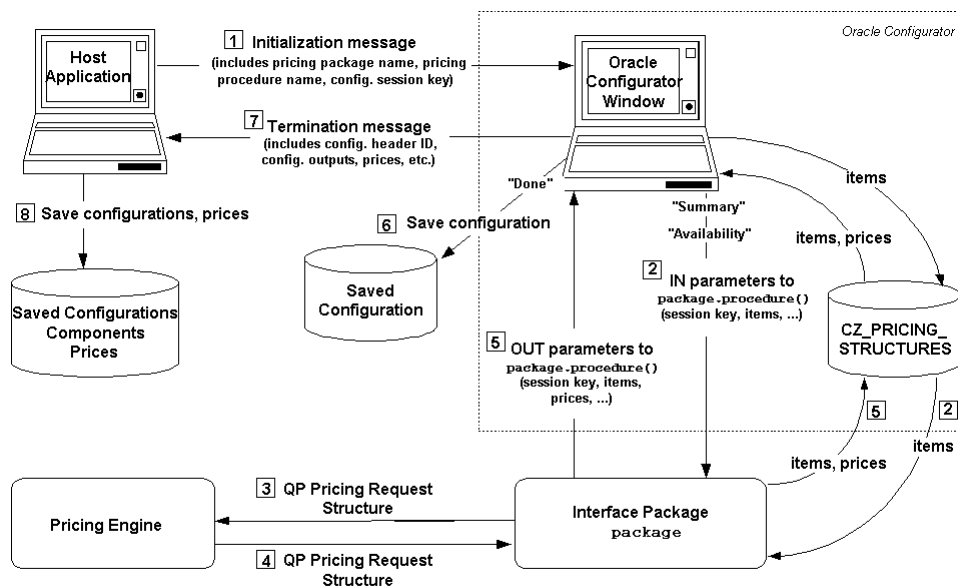 Oracle Configurator
1 Initialization message
(includes pricing package name, pricing
procedure name, config. session key)
Host
Application
Oracle
Configurator
Window
7 Termination message
(includes config. header ID,
config. outputs, prices, etc.)
"Done"
"Summary"
"Availability"
items
items, prices
8 Save configurations, prices
6 Save configuration
Saved Configurations
Components
Prices
Saved
Configuration
2 IN parameters to
package.procedure()
(session key, items, ...)
CZ_PRICING_
STRUCTURES
5 OUT parameters to
package.procedure()
(session key, items,
prices, ...)
5
2
items
items, prices
3 QP Pricing Request
Structure
Pricing Engine
Interface Package
package
4 QP Pricing Request
Structure